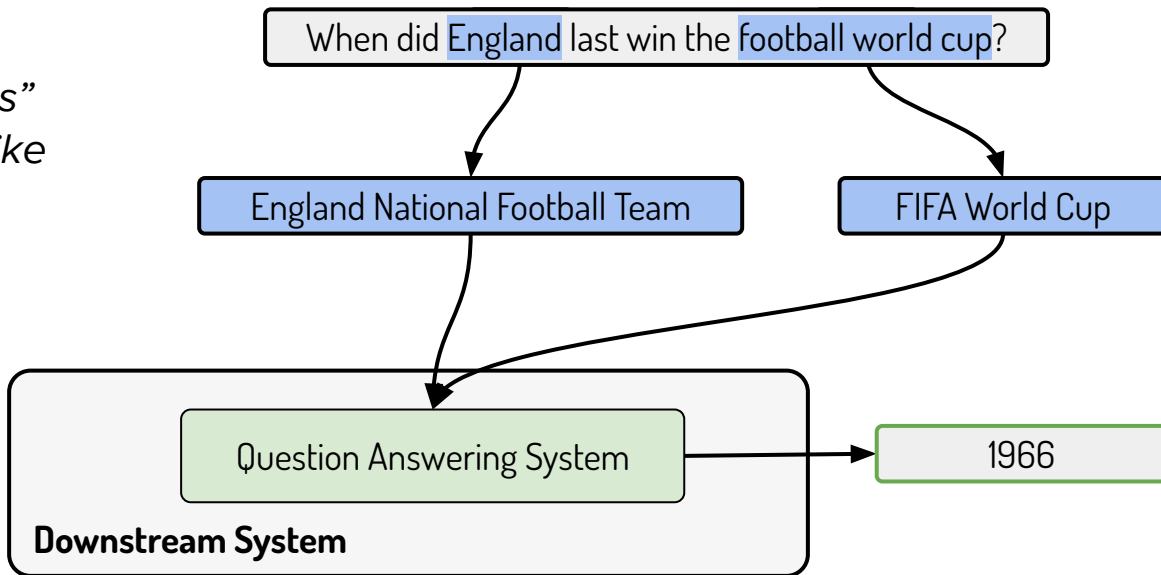 When did England last win the football world cup?
s”
England National Football Team
FIFA World Cup
Question Answering System
1966
Downstream System